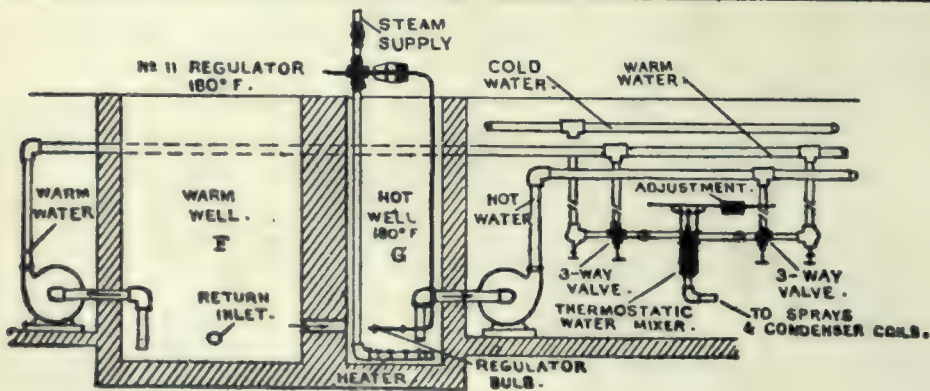 STEAM
SUPPLY
Nº 11 REGULATOR
180° F.
COLD
WATER.
WARM
WATER.
WARM
WATER
WARM
WELL.
F
HOT
WELL
180° F
G
HOT
WATER
ADJUSTMENT.
3-WAY
VALVE.
3-WAY
VALVE.
THERMOSTATIC
WATER MIXER.
TO SPRAYS
& CONDENSER COILS.
RETURN
INLET.
HEATER.
REGULATOR
BULB.